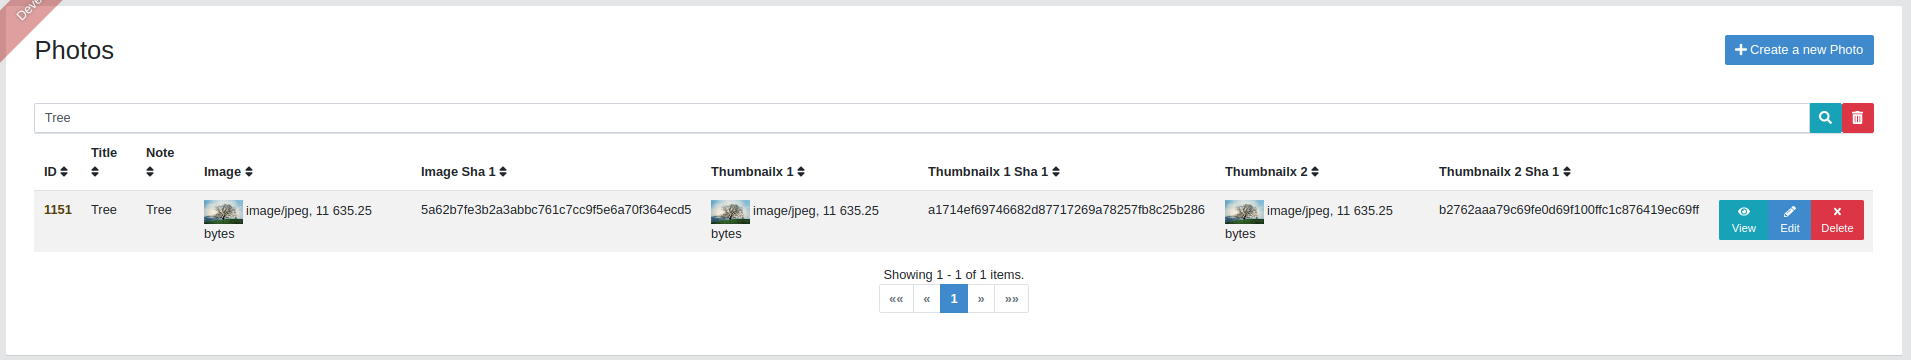 Deve
Photos
Create a new Photo
Tree
Title Note
ID Image Image Sha 1 Thumbnailx 1 Thumbnailx 1 Sha 1 Thumbnailx 2 Thumbnailx 2 Sha 1
1151 Tree Tree image/jpeg, 11 635.25 5a62b7fe3b2a3abbc761c7cc9f5e6a70f364ecd5 image/jpeg, 11 635.25 a1714ef69746682d87717269a78257fb8c25b286 image/jpeg, 11 635.25 b2762aaa79c69fe0d69f100ffc1c876419ec69ff
bytes bytes bytes View Edit Delete
Showing 1 - 1 of 1 items.
«« « 1 » »»